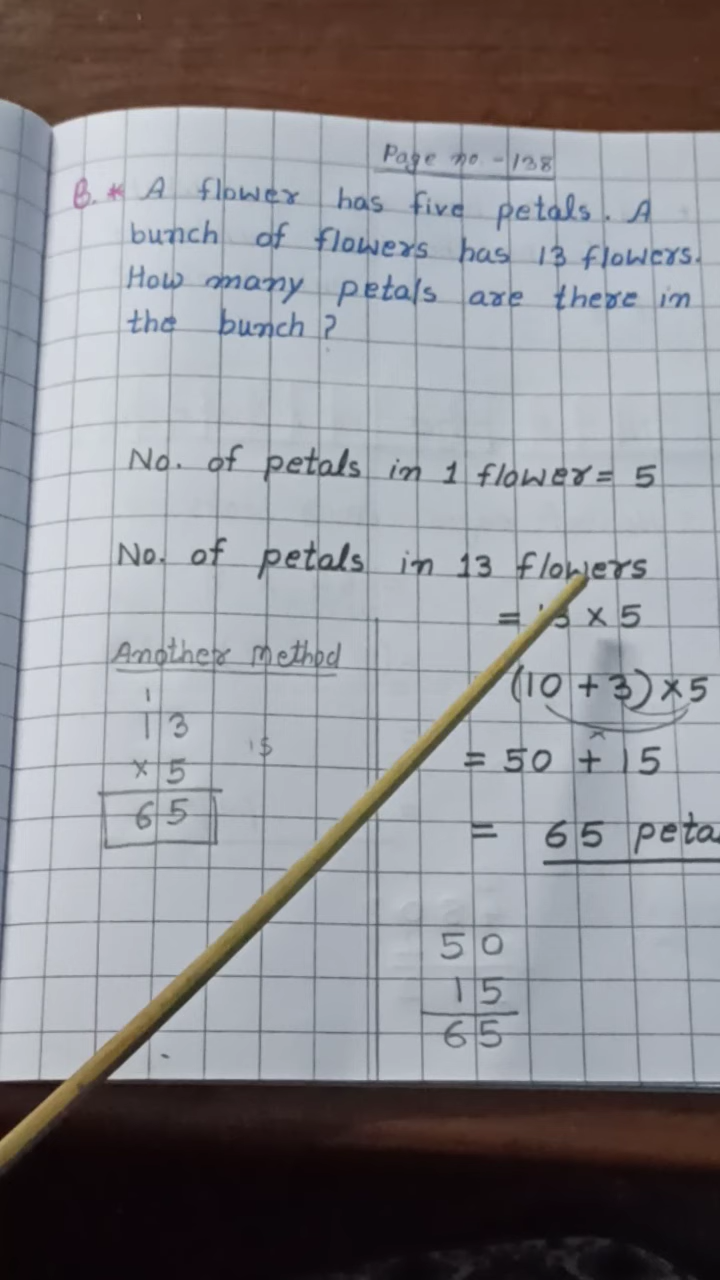 Page no - 138
B.* A flower has five petals. A
bunch of flowers has 13 flowers.
How many petals are there in
the bunch?
No. of petals in 1 flower = 5
No. of petals in 13 flowers
= 13 × 5
(10 + 3) × 5
= 50 + 15
= 65
Another Method
1
13
× 5
65
15
50
15
65